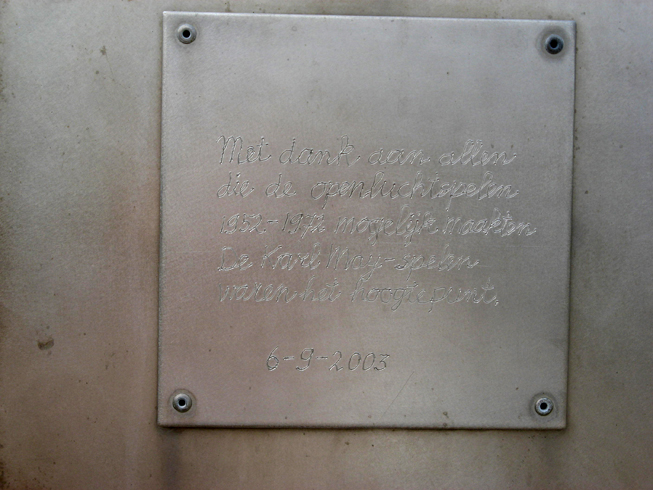 Met dank aan allen
die de openluchtspelen
1952-1972 mogelijk maakten
De Karel May-spelen
waren het hoogtepunt.
6-9-2003